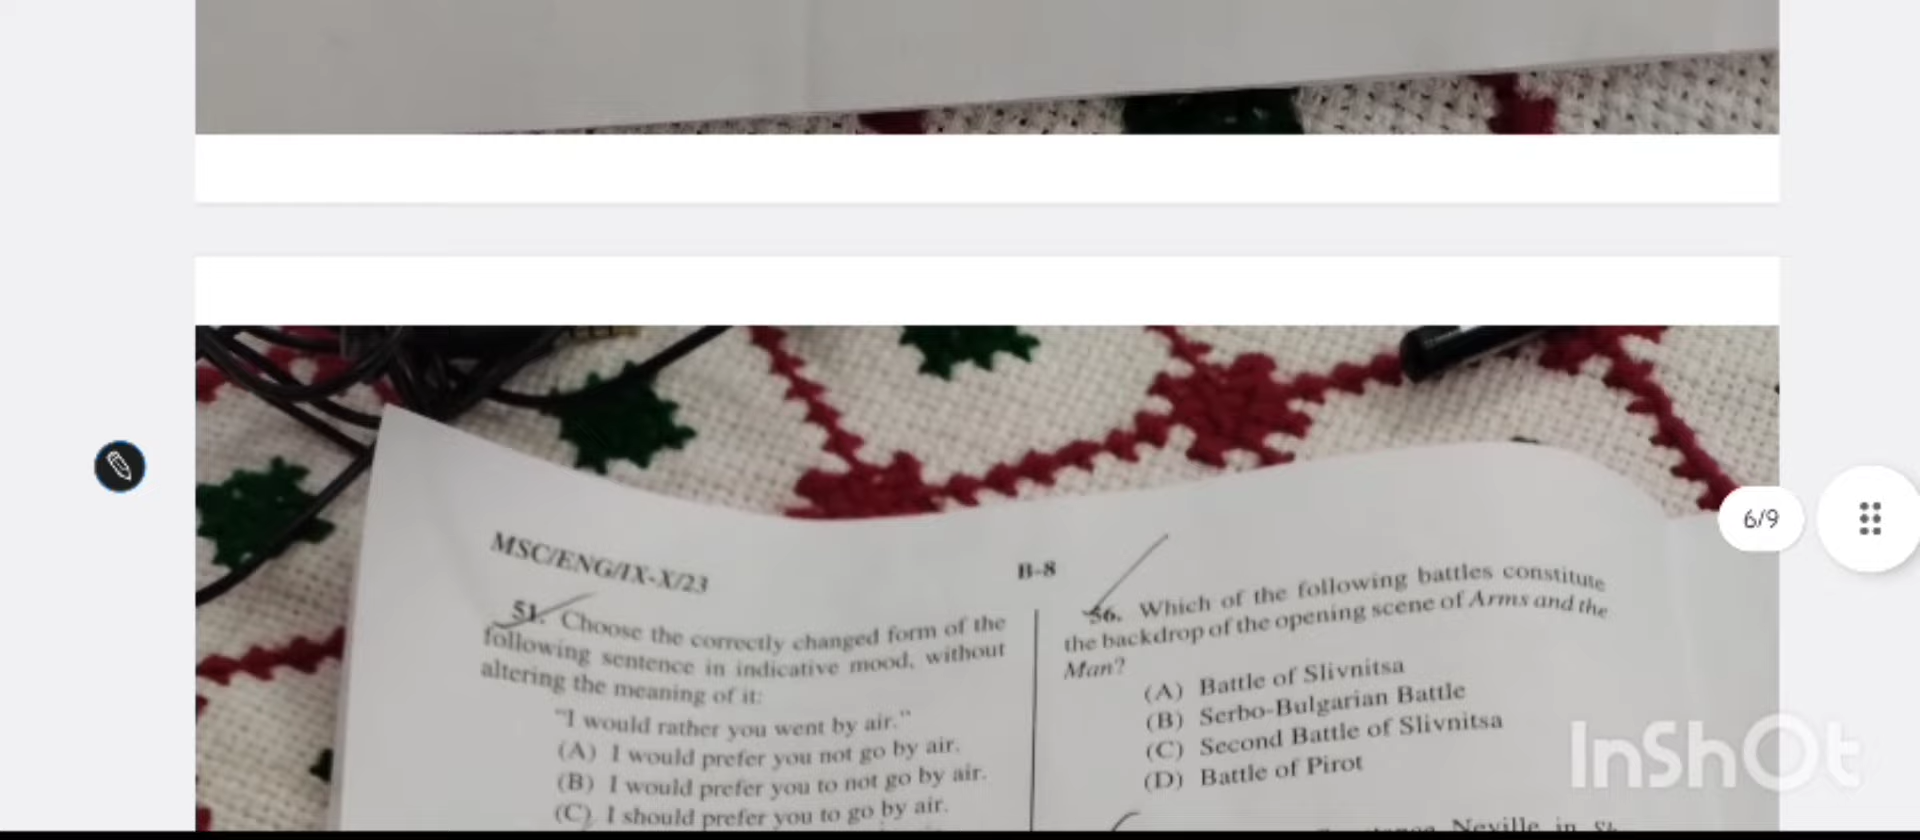 MSC/ENG/IX-X/23
B-8
51. Choose the correctly changed form of the
following sentence in indicative mood, without
altering the meaning of it:
"I would rather you went by air."
(A) I would prefer you not go by air.
(B) I would prefer you to not go by air.
(C) I should prefer you to go by air.
56. Which of the following battles constitute
the backdrop of the opening scene of Arms and the
Man?
(A) Battle of Slivnitsa
(B) Serbo-Bulgarian Battle
(C) Second Battle of Slivnitsa
(D) Battle of Pirot
Neville in
6/9
InShOt